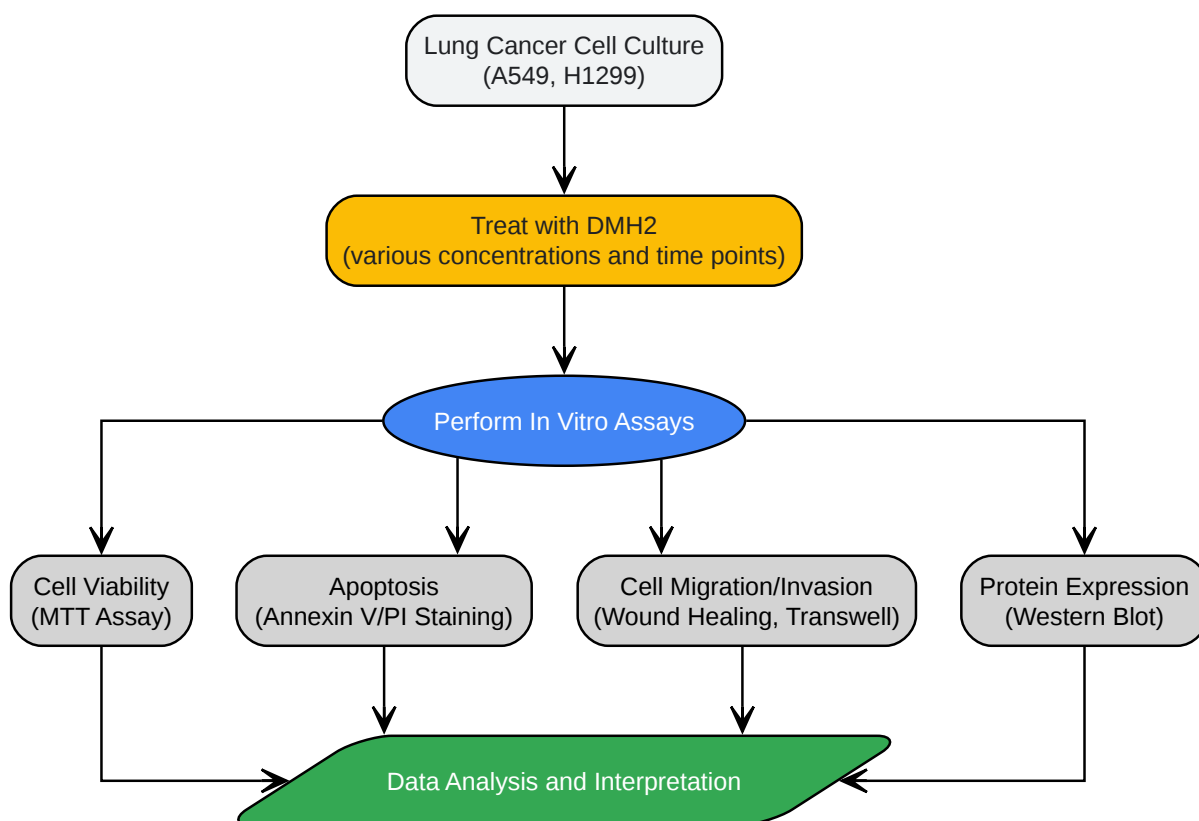 Lung Cancer Cell Culture
(A549, H1299)
Treat with DMH2
(various concentrations and time points)
Perform In Vitro Assays
Cell Viability
(MTT Assay)
Apoptosis
(Annexin V/PI Staining)
Cell Migration/Invasion
(Wound Healing, Transwell)
Protein Expression
(Western Blot)
Data Analysis and Interpretation